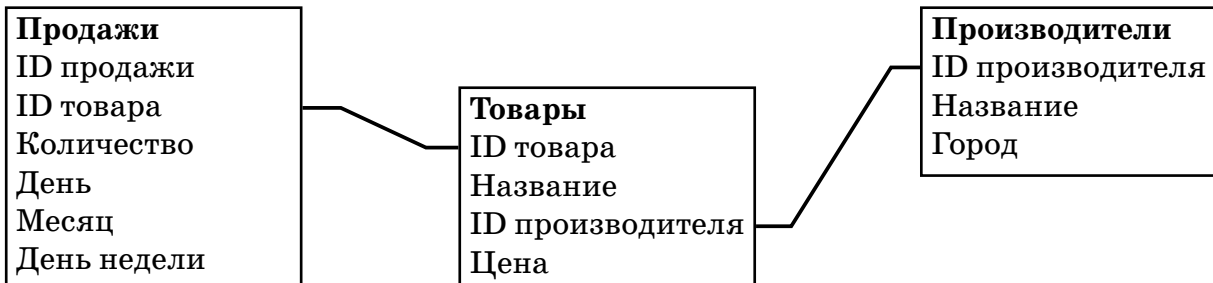 Продажи
ID продажи
ID товара
Количество
День
Месяц
День недели
Товары
ID товара
Название
ID производителя
Цена
Производители
ID производителя
Название
Город